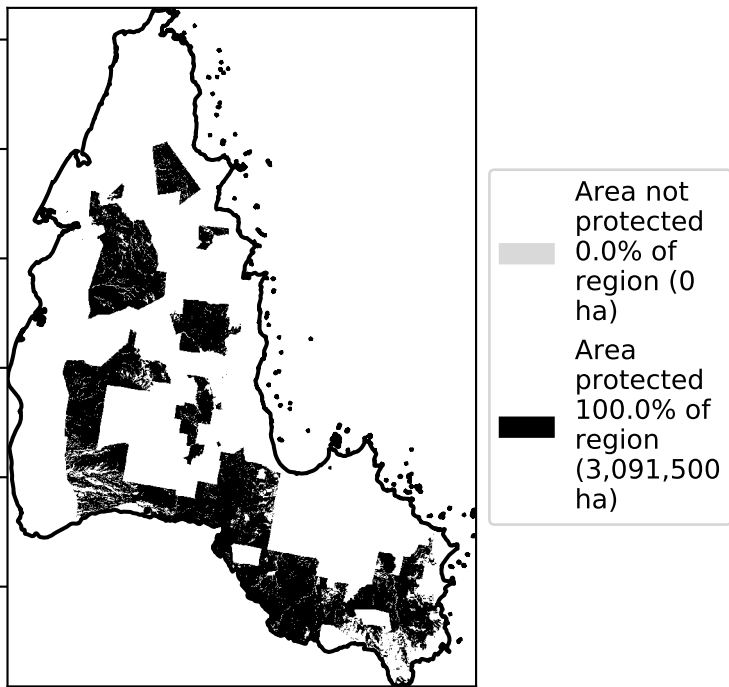 Area not
protected
0.0% of
region (0
ha)
Area
protected
100.0% of
region
(3,091,500
ha)